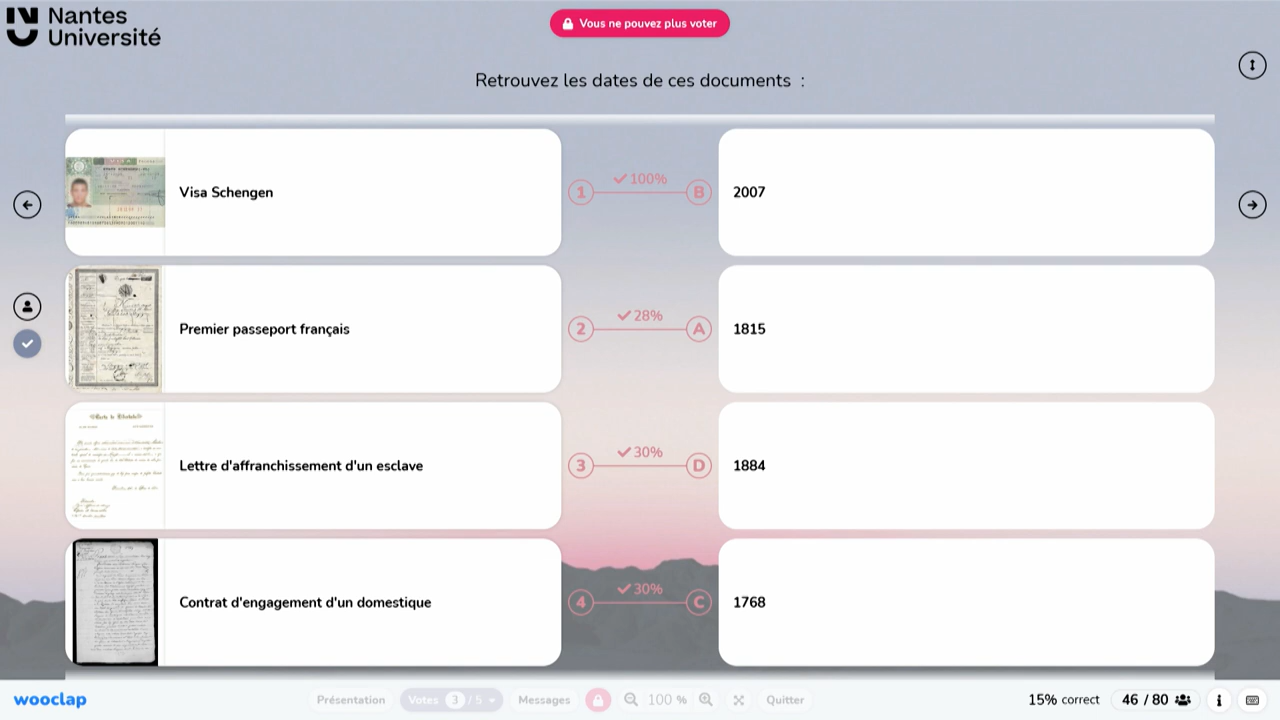 Nantes
Université
Vous ne pouvez plus voter
Retrouvez les dates de ces documents :
Visa Schengen
1
100%
B
2007
Premier passeport français
2
28%
A
1815
Lettre d'affranchissement d'un esclave
3
30%
D
1884
Contrat d'engagement d'un domestique
4
30%
C
1768
wooclap
Présentation
Votes 3 / 5
Messages
100 %
Quitter
15% correct
46 / 80